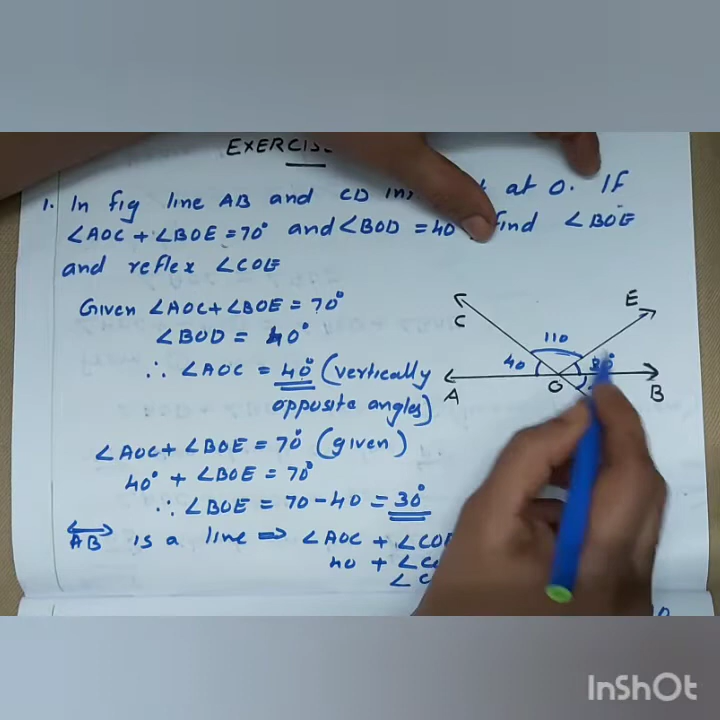 EXERCIS
1. In fig line AB and CD in at O. If
∠AOC + ∠BOE = 70° and ∠BOD = 40 find ∠BOE
and reflex ∠COE
Given ∠AOC + ∠BOE = 70°
∠BOD = 40°
∴ ∠AOC = 40° (vertically
opposite angles)
∠AOC + ∠BOE = 70° (given)
40° + ∠BOE = 70°
∴ ∠BOE = 70 - 40 = 30°
AB is a line ⇒ ∠AOC + ∠COE
40 + ∠CO
∠C
C
E
110
40
30°
A
O
B
InShOt